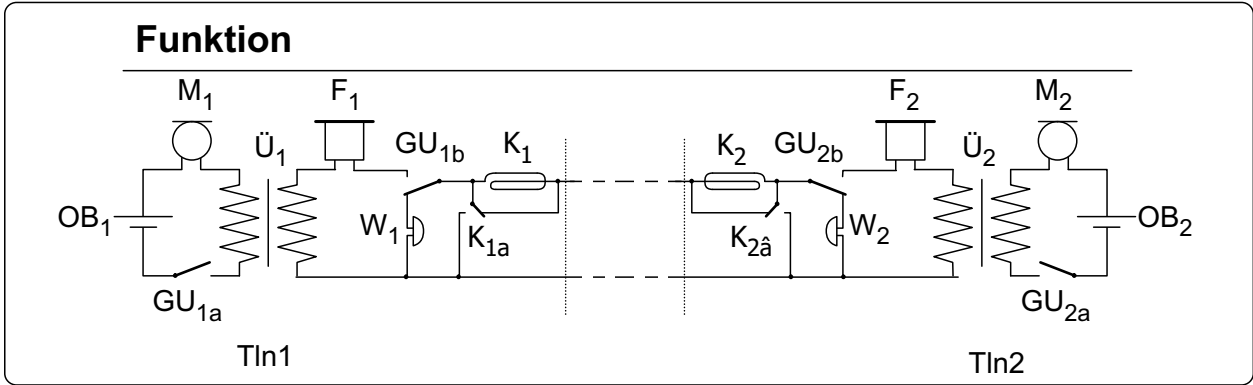 Funktion
M1 F1 F2 M2
Ü1 GU1b K1 K2 GU2b Ü2
OB1 W1 K1a K2â W2 OB2
GU1a GU2a
Tln1 Tln2